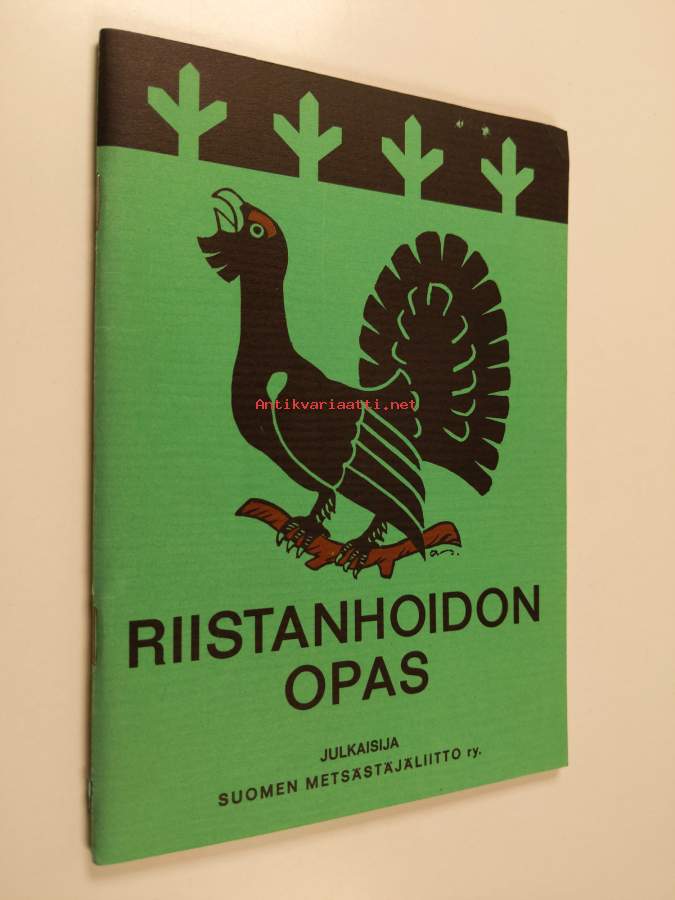 Antikvariaatti.net
RIISTANHOIDON
OPAS
JULKAISIJA
SUOMEN METSÄSTÄJÄLIITTO ry.